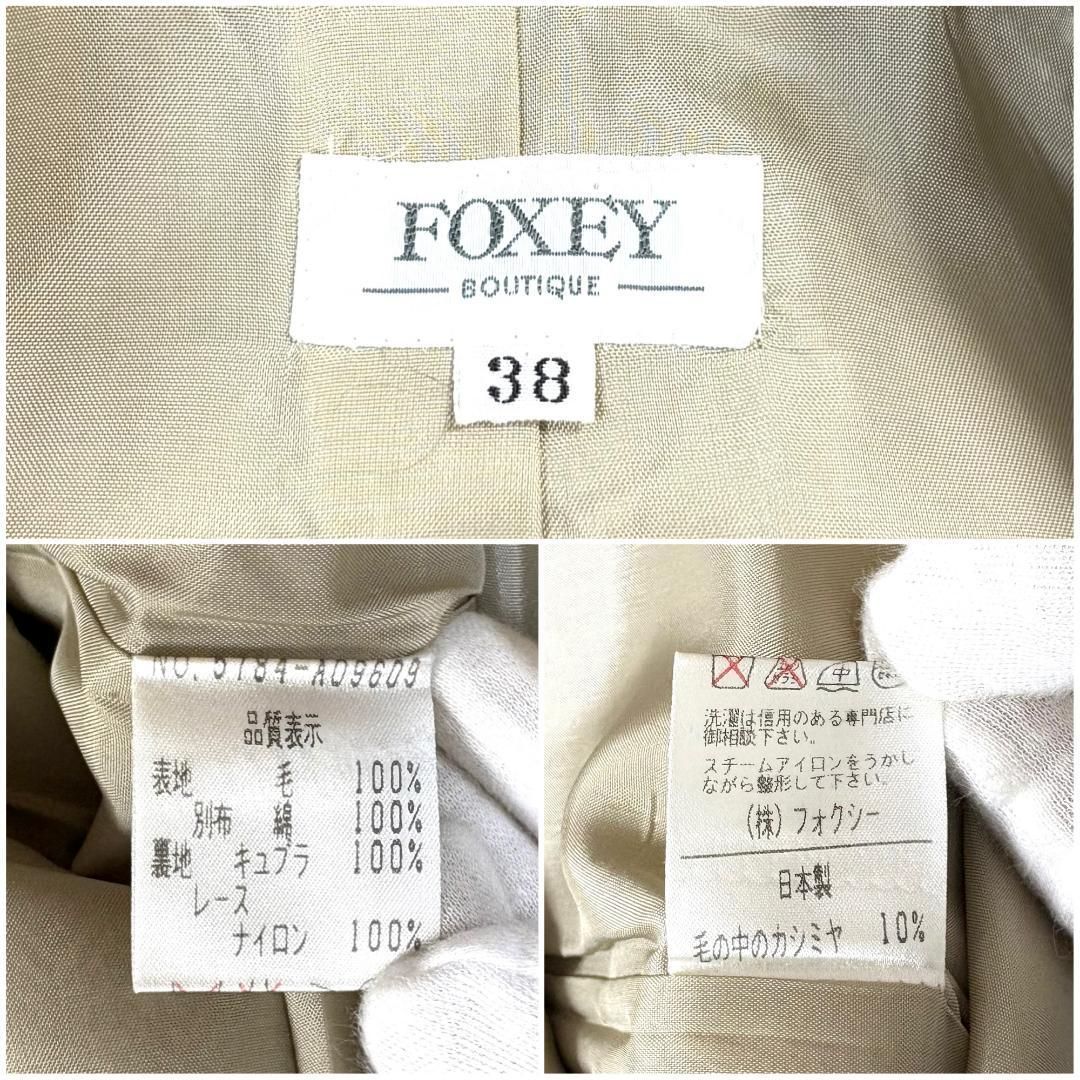 FOXEY
BOUTIQUE
38
NO. 5784-A09609
品質表示
表地 毛 100%
別布 綿 100%
裏地 キュプラ 100%
レース
ナイロン 100%
中
洗濯は信用のある専門店に
御相談下さい。
スチームアイロンをうかし
ながら整形して下さい。
(株)フォクシー
日本製
毛の中のカシミヤ 10%